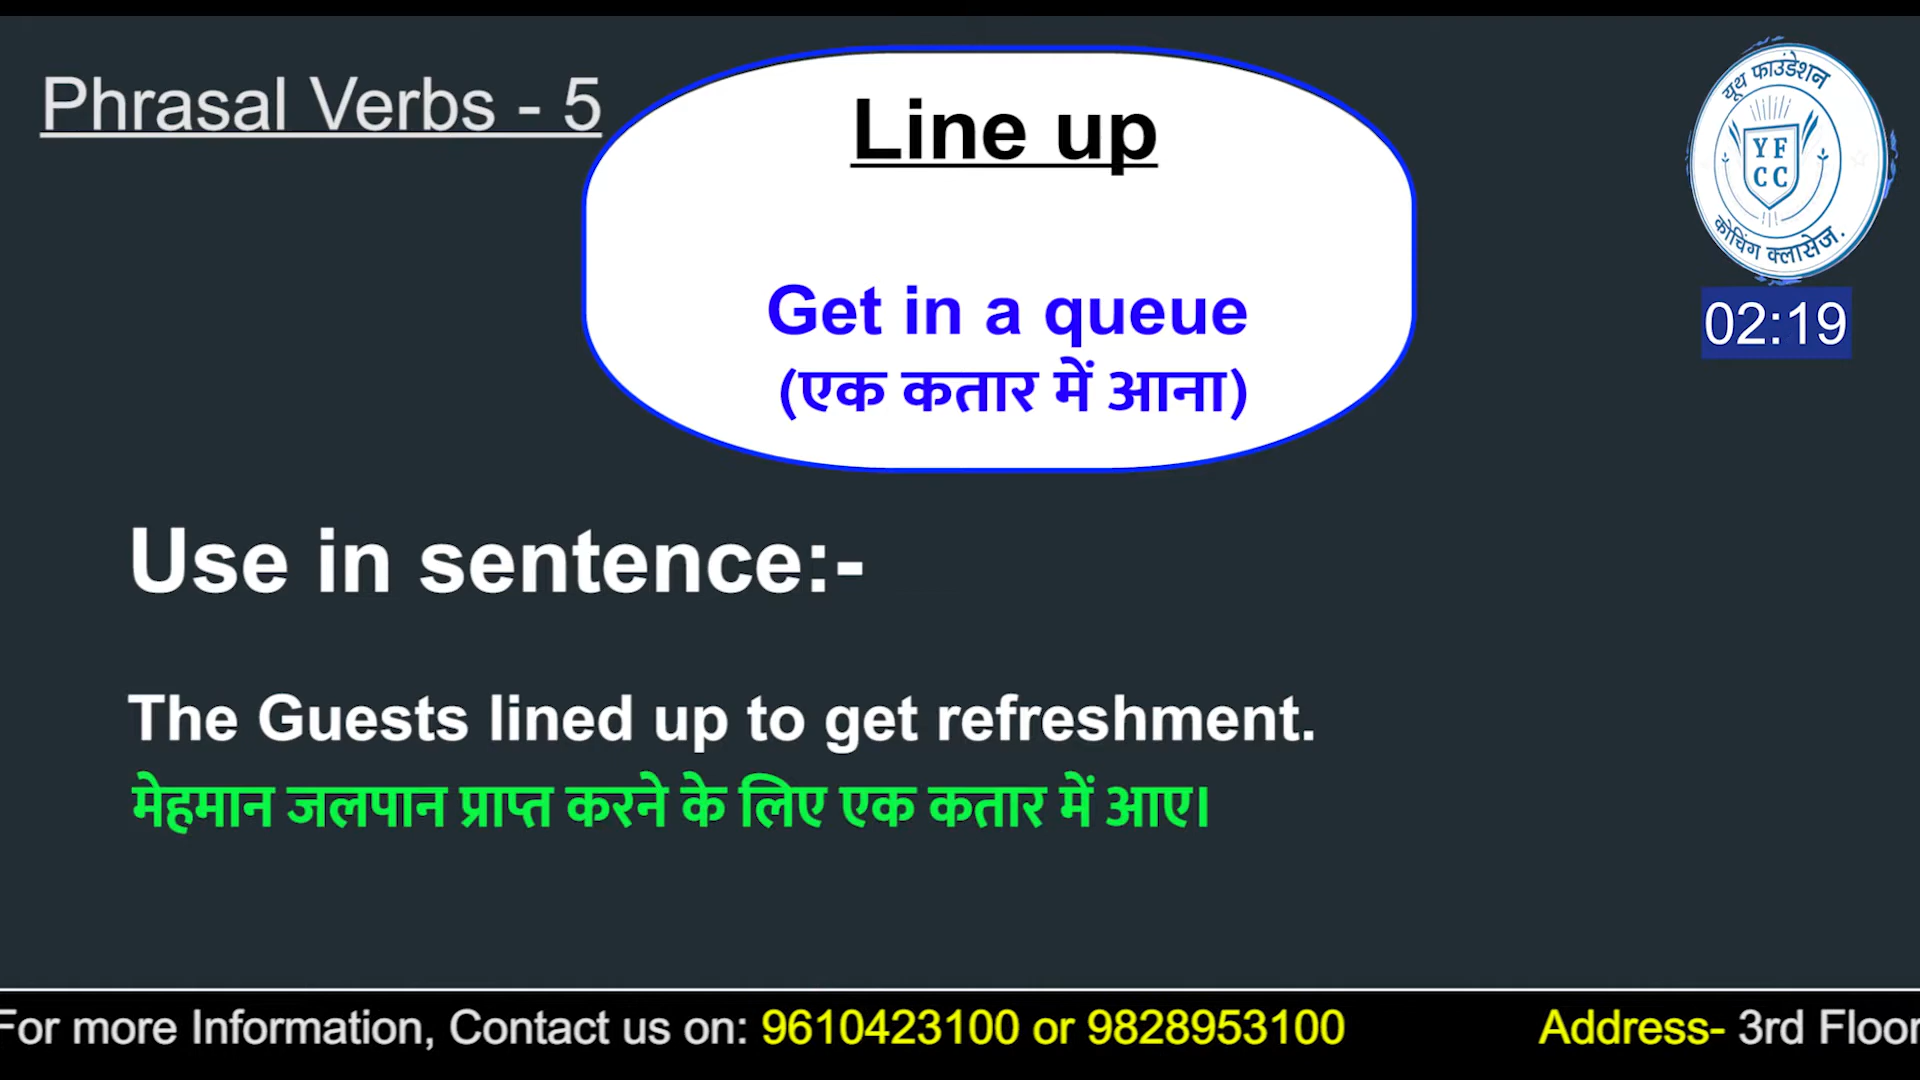 Phrasal Verbs - 5
Line up
Get in a queue
(एक कतार में आना)
यूथ फाउंडेशन
Y F
C C
कोचिंग क्लासेज.
02:19
Use in sentence:-
The Guests lined up to get refreshment.
मेहमान जलपान प्राप्त करने के लिए एक कतार में आए।
For more Information, Contact us on: 9610423100 or 9828953100 Address- 3rd Floor